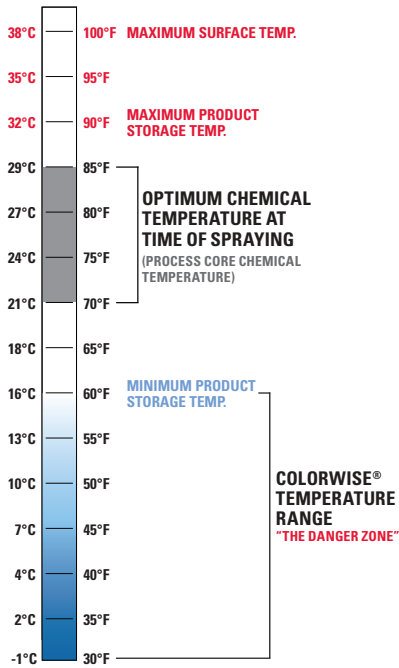 38°C 100°F MAXIMUM SURFACE TEMP.
35°C 95°F
32°C 90°F MAXIMUM PRODUCT
STORAGE TEMP.
29°C 85°F
OPTIMUM CHEMICAL
27°C 80°F TEMPERATURE AT
TIME OF SPRAYING
24°C 75°F (PROCESS CORE CHEMICAL
TEMPERATURE)
21°C 70°F
18°C 65°F
16°C 60°F MINIMUM PRODUCT
STORAGE TEMP.
13°C 55°F
10°C 50°F COLORWISE®
TEMPERATURE
RANGE
7°C 45°F "THE DANGER ZONE"
4°C 40°F
2°C 35°F
-1°C 30°F